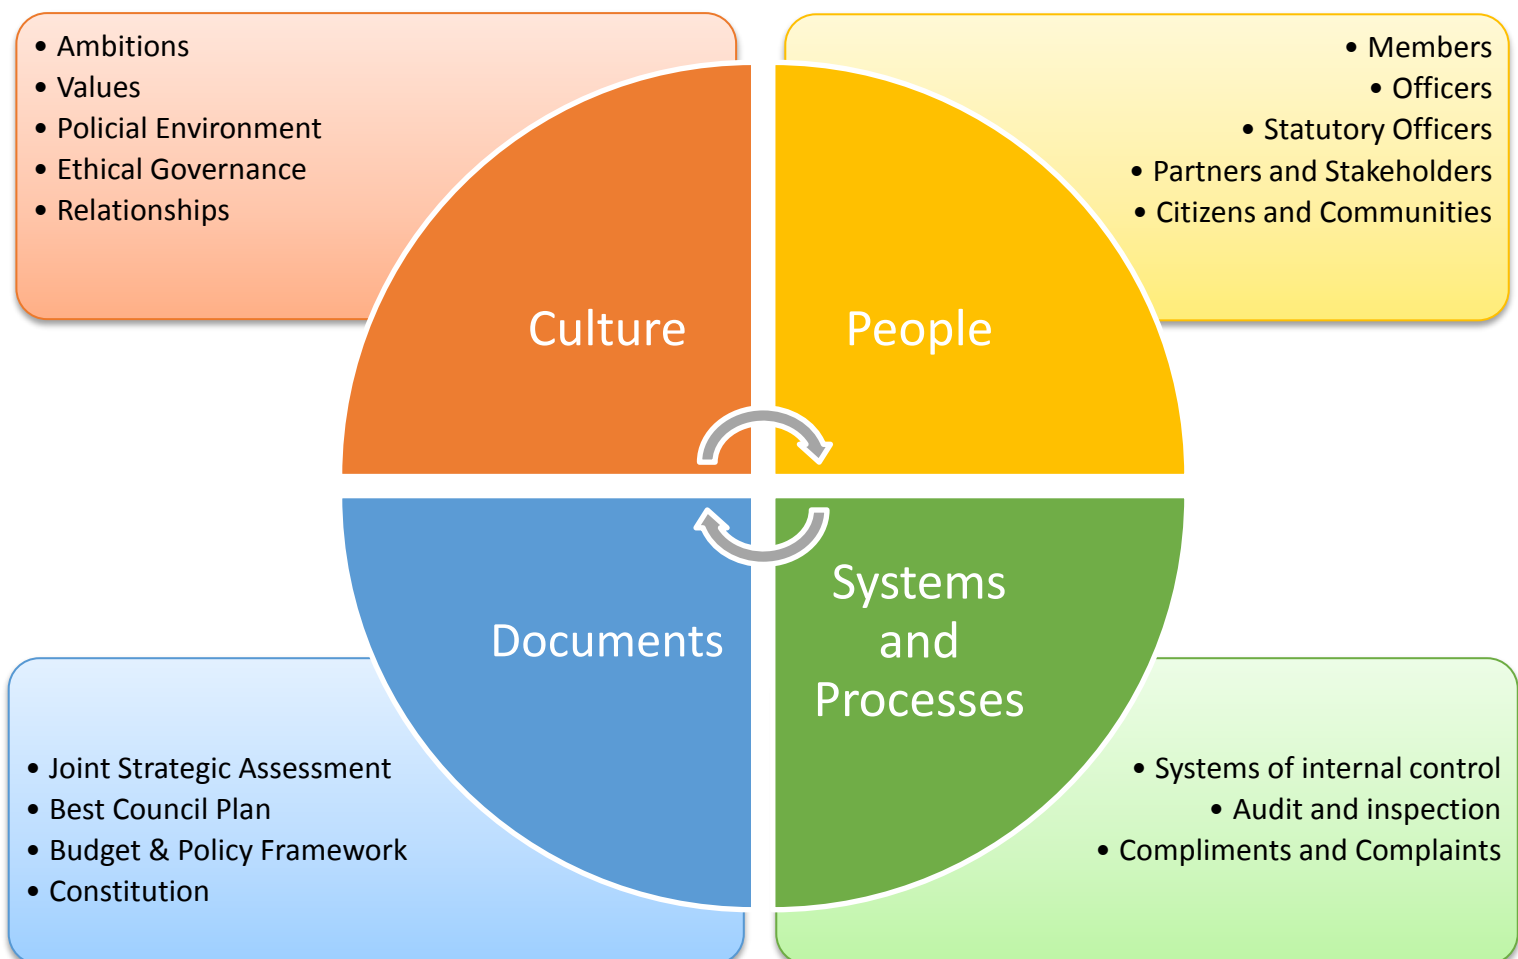 • Ambitions
• Values
• Policial Environment
• Ethical Governance
• Relationships
• Members
• Officers
• Statutory Officers
• Partners and Stakeholders
• Citizens and Communities
Culture
People
Documents
Systems
and
Processes
• Joint Strategic Assessment
• Best Council Plan
• Budget & Policy Framework
• Constitution
• Systems of internal control
• Audit and inspection
• Compliments and Complaints